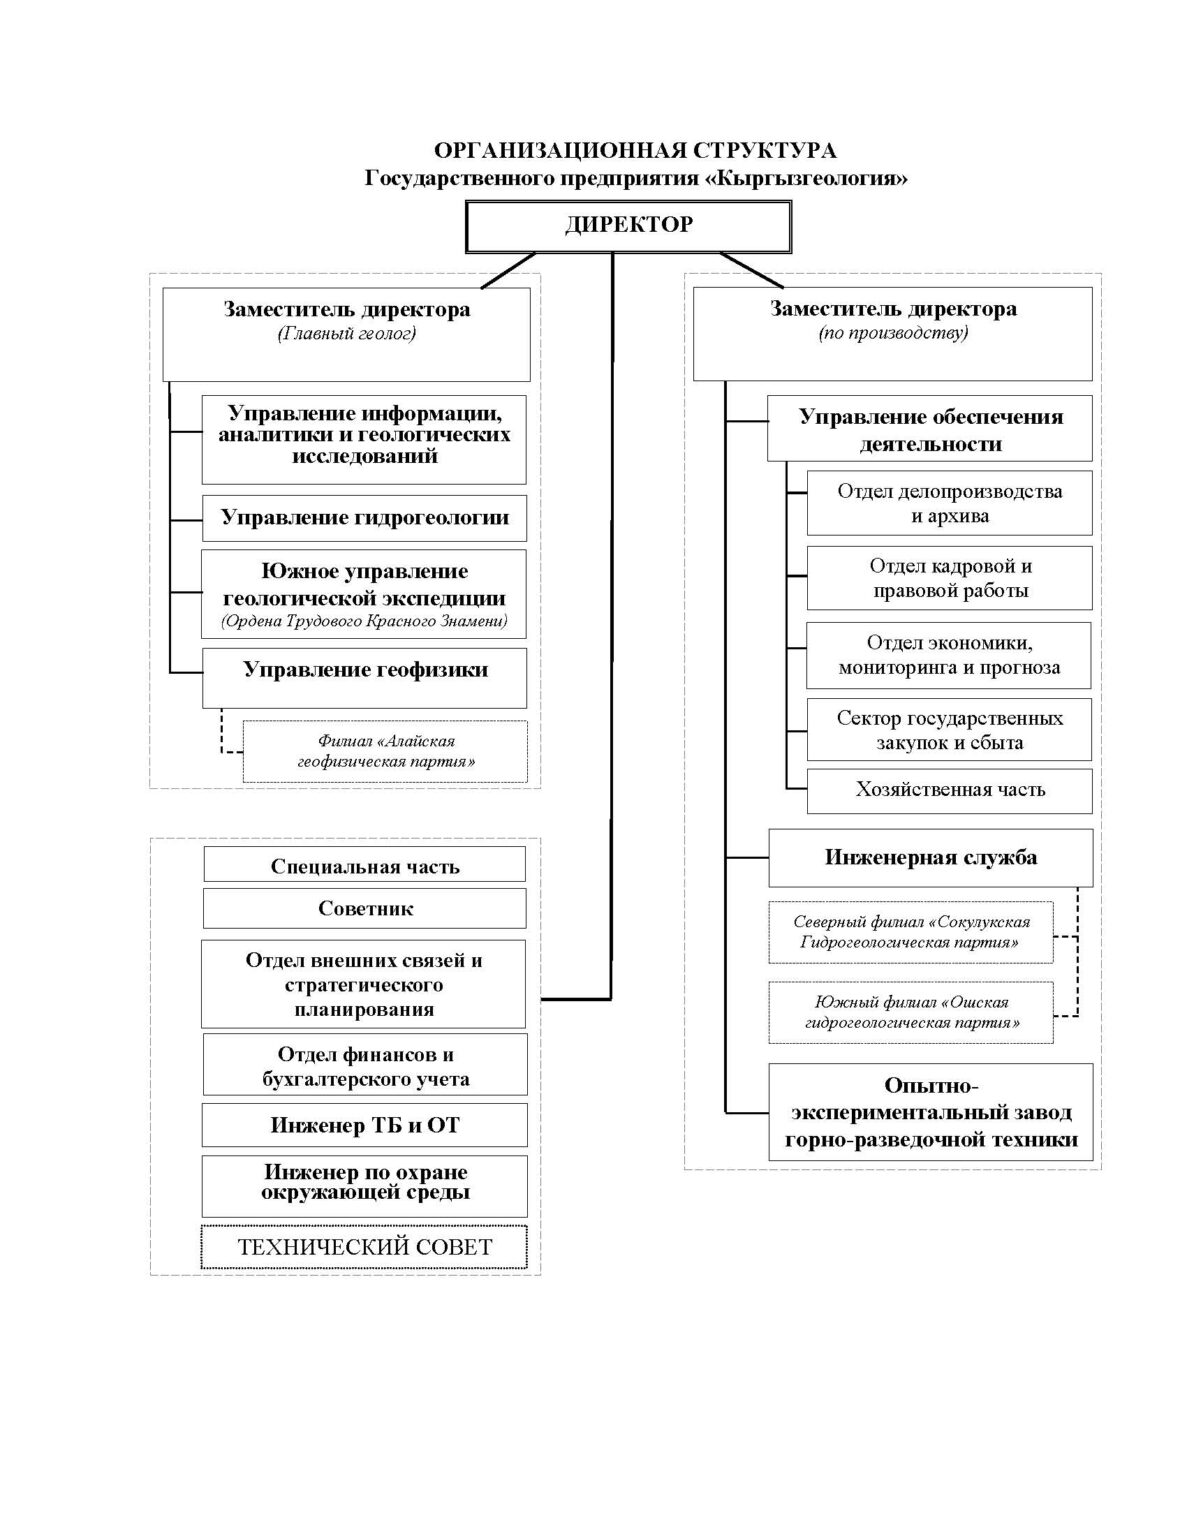 ОРГАНИЗАЦИОННАЯ СТРУКТУРА
Государственного предприятия «Кыргызгеология»
ДИРЕКТОР
Заместитель директора
(Главный геолог)
Управление информации,
аналитики и геологических
исследований
Управление гидрогеологии
Южное управление
геологической экспедиции
(Ордена Трудового Красного Знамени)
Управление геофизики
Филиал «Алайская
геофизическая партия»
Специальная часть
Советник
Отдел внешних связей и
стратегического
планирования
Отдел финансов и
бухгалтерского учета
Инженер ТБ и ОТ
Инженер по охране
окружающей среды
ТЕХНИЧЕСКИЙ СОВЕТ
Заместитель директора
(по производству)
Управление обеспечения
деятельности
Отдел делопроизводства
и архива
Отдел кадровой и
правовой работы
Отдел экономики,
мониторинга и прогноза
Сектор государственных
закупок и сбыта
Хозяйственная часть
Инженерная служба
Северный филиал «Сокулукская
Гидрогеологическая партия»
Южный филиал «Ошская
гидрогеологическая партия»
Опытно-
экспериментальный завод
горно-разведочной техники